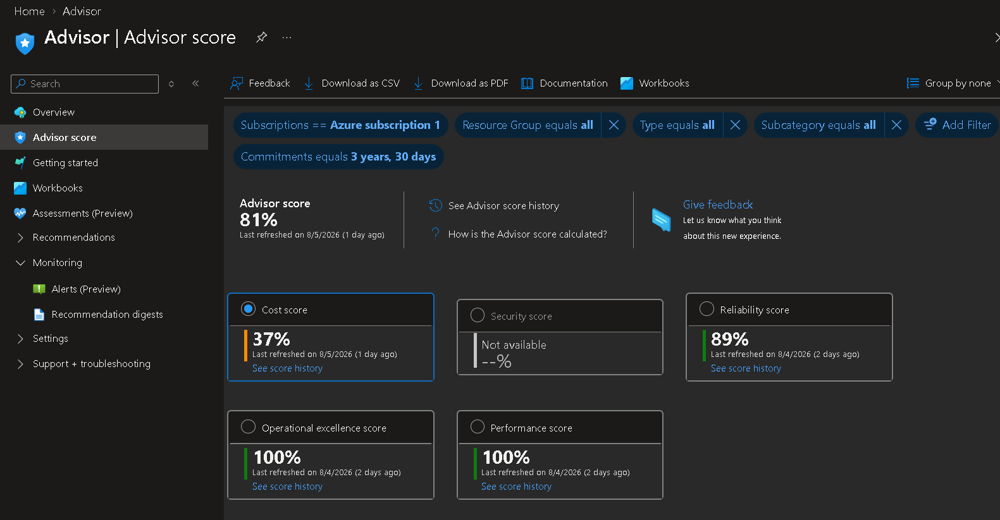 Home > Advisor
Advisor | Advisor score
Search
Feedback Download as CSV Download as PDF Documentation Workbooks Group by none
Overview
Advisor score
Getting started
Workbooks
Assessments (Preview)
Recommendations
Monitoring
Alerts (Preview)
Recommendation digests
Settings
Support + troubleshooting
Subscriptions == Azure subscription 1 Resource Group equals all Type equals all Subcategory equals all Add Filter
Commitments equals 3 years, 30 days
Advisor score
81%
Last refreshed on 8/5/2026 (1 day ago)
See Advisor score history
How is the Advisor score calculated?
Give feedback
Let us know what you think
about this new experience.
Cost score
37%
Last refreshed on 8/5/2026 (1 day ago)
See score history
Security score
Not available
--%
Reliability score
89%
Last refreshed on 8/4/2026 (2 days ago)
See score history
Operational excellence score
100%
Last refreshed on 8/4/2026 (2 days ago)
See score history
Performance score
100%
Last refreshed on 8/4/2026 (2 days ago)
See score history